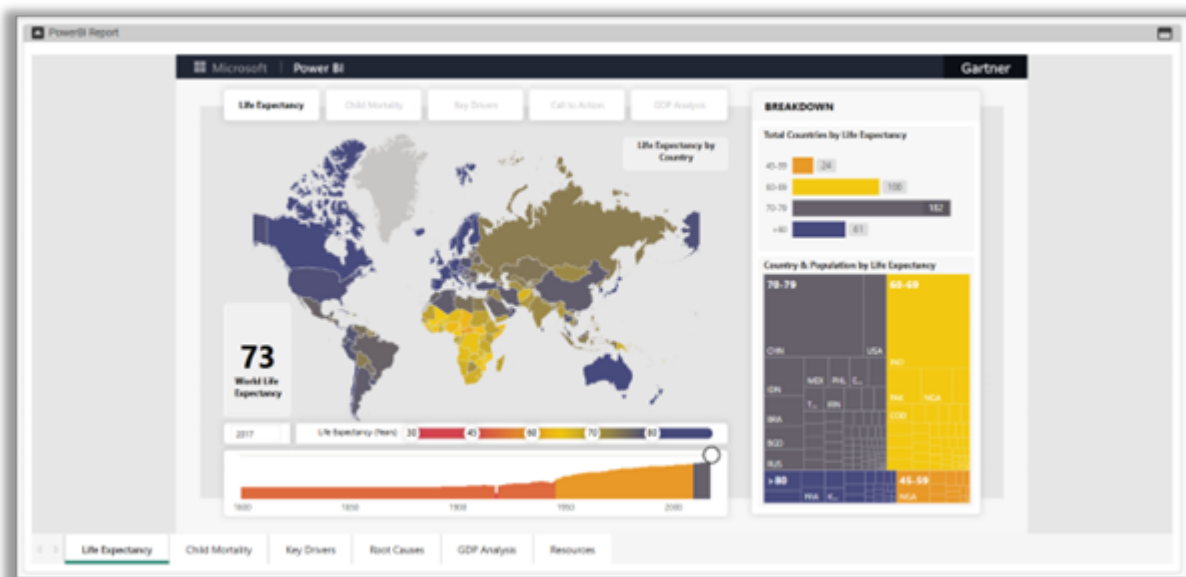 PowerBI Report
Microsoft | Power BI
Gartner
Life Expectancy
Child Mortality
Key Drivers
Call to Action
GDP Analysis
Life Expectancy by
Country
73
World Life
Expectancy
2017
Life Expectancy (Years) 30 45 60 70 80
1800 1850 1900 1950 2000
BREAKDOWN
Total Countries by Life Expectancy
45-59 24
60-69 100
70-79 182
>80 61
Country & Population by Life Expectancy
70-79
CHN
USA
IDN
MEX
PHL
E...
T...
IRN
BRA
BGD
RUS
60-69
IND
PAK
NGA
COD
>80
FRA
K...
45-59
NGA
Life Expectancy
Child Mortality
Key Drivers
Root Causes
GDP Analysis
Resources